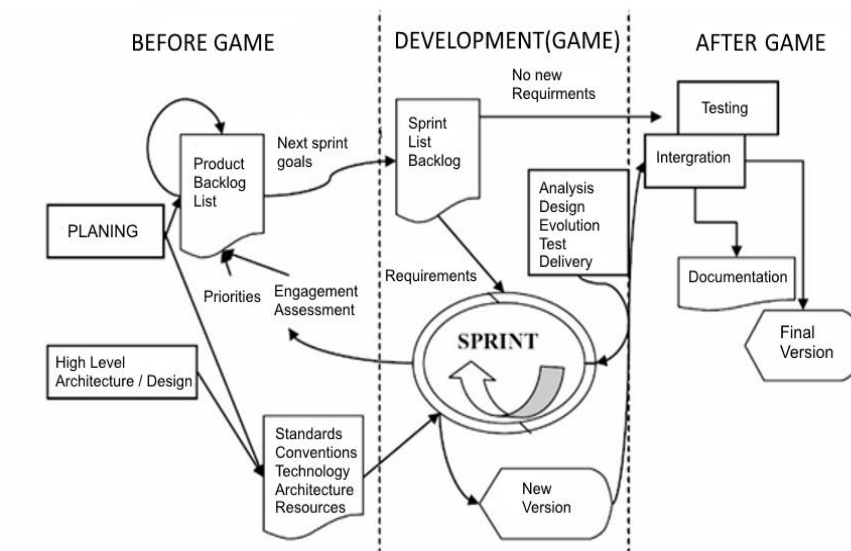 BEFORE GAME
DEVELOPMENT(GAME)
AFTER GAME
No new
Requirments
Testing
Intergration
Sprint
List
Backlog
Next sprint
goals
Product
Backlog
List
Analysis
Design
Evolution
Test
Delivery
PLANING
Requirements
Documentation
Priorities
Engagement
Assessment
SPRINT
Final
Version
High Level
Architecture / Design
Standards
Conventions
Technology
Architecture
Resources
New
Version